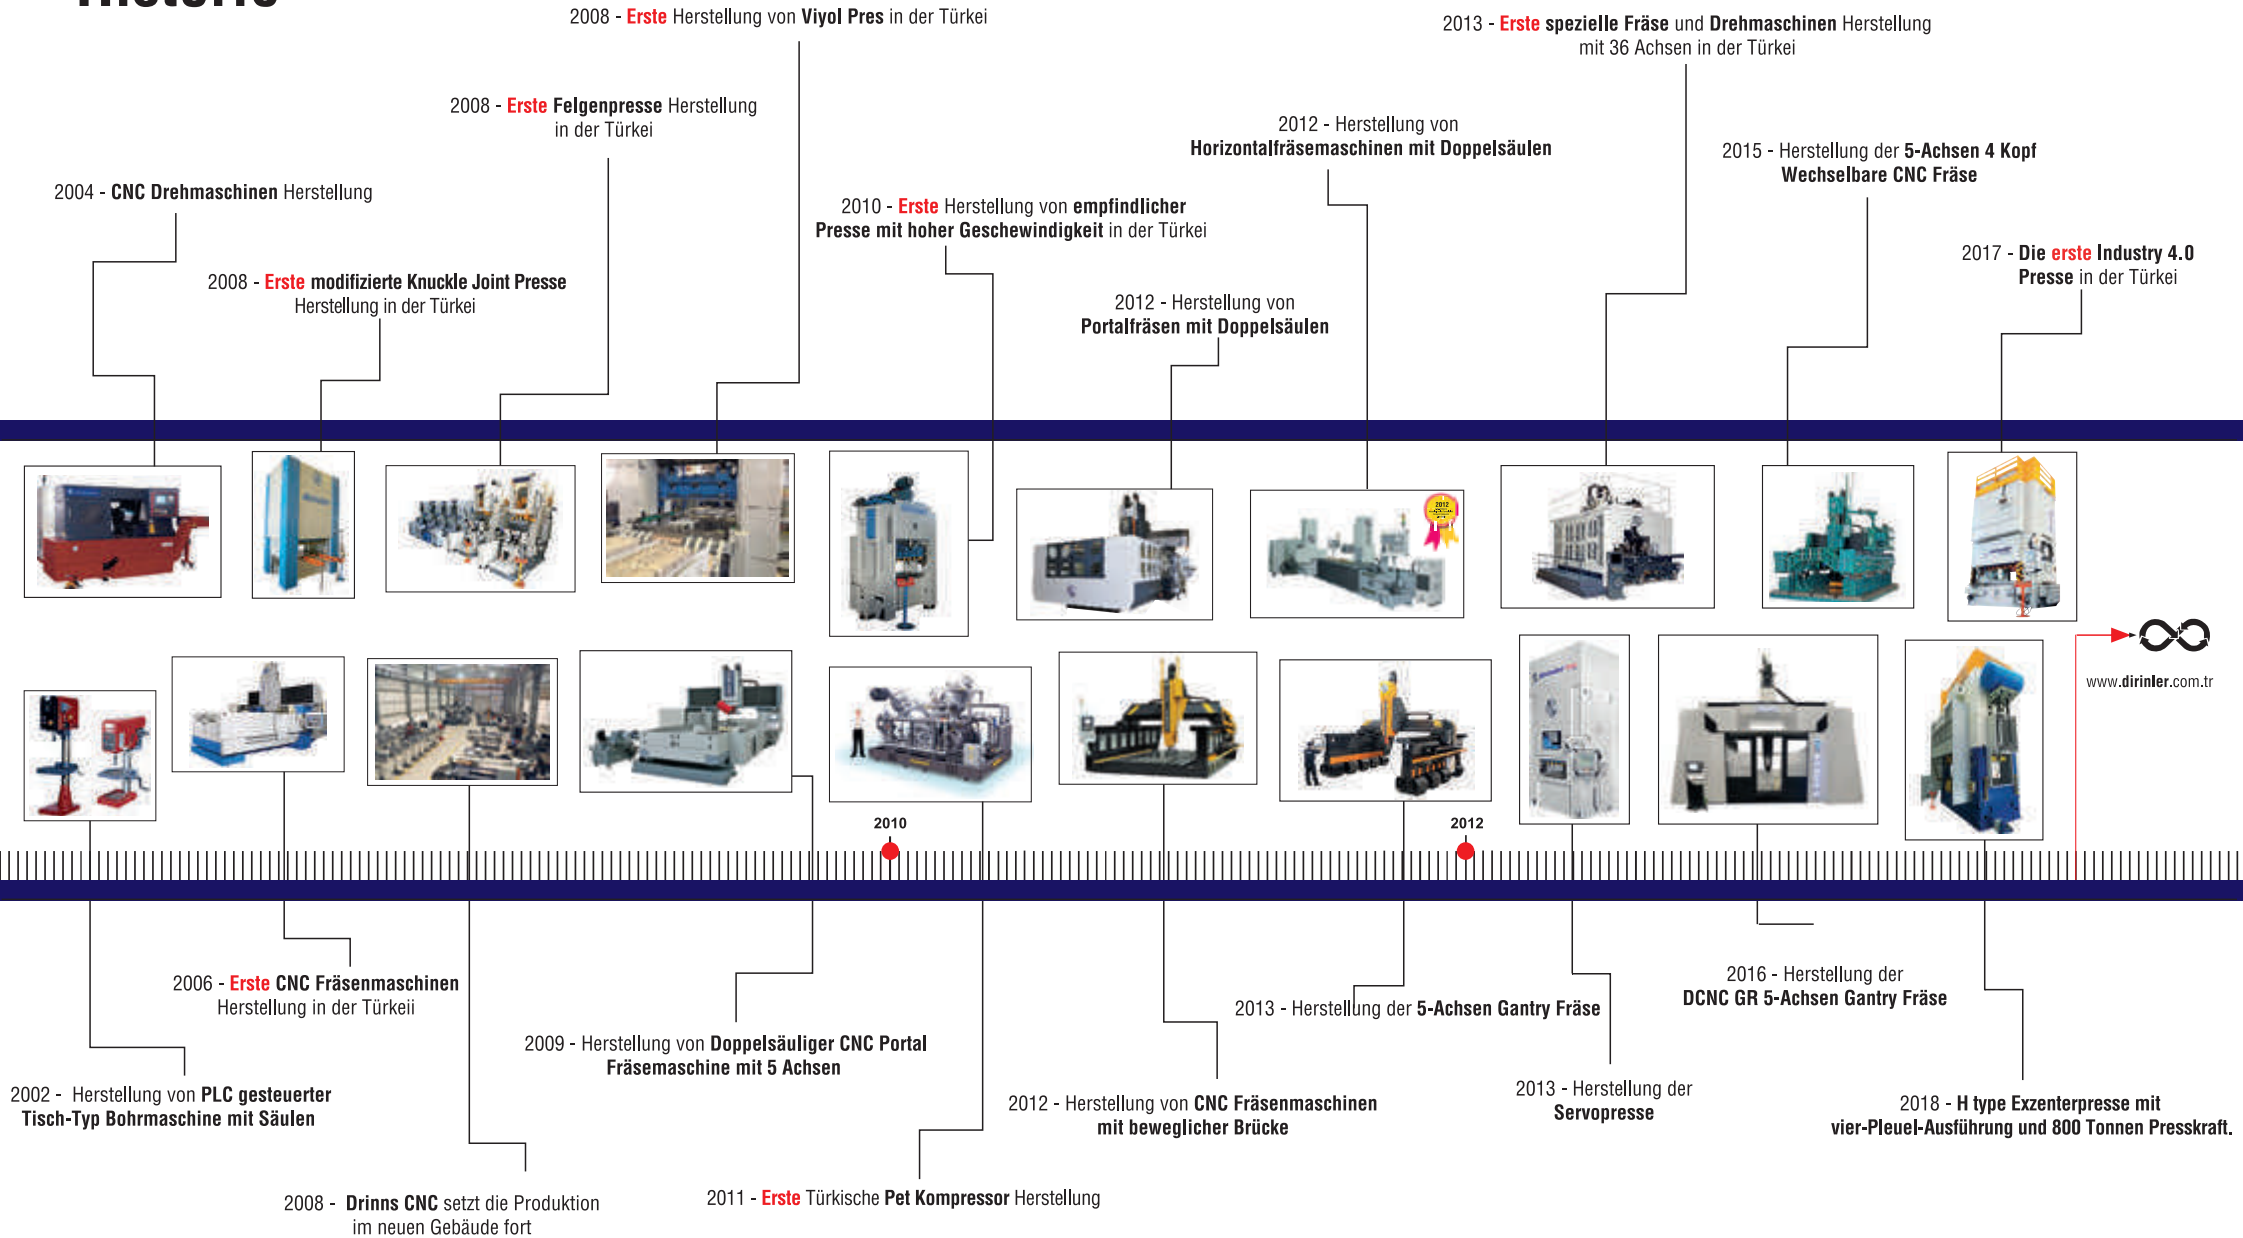 2008 - Erste Herstellung von Viyol Pres in der Türkei
2013 - Erste spezielle Fräse und Drehmaschinen Herstellung
mit 36 Achsen in der Türkei
2008 - Erste Felgenpresse Herstellung
in der Türkei
2012 - Herstellung von
Horizontalfräsemaschinen mit Doppelsäulen
2015 - Herstellung der 5-Achsen 4 Kopf
Wechselbare CNC Fräse
2004 - CNC Drehmaschinen Herstellung
2010 - Erste Herstellung von empfindlicher
Presse mit hoher Geschewindigkeit in der Türkei
2017 - Die erste Industry 4.0
Presse in der Türkei
2008 - Erste modifizierte Knuckle Joint Presse
Herstellung in der Türkei
2012 - Herstellung von
Portalfräsen mit Doppelsäulen
2012
www.dirinler.com.tr
2010
2012
2006 - Erste CNC Fräsenmaschinen
Herstellung in der Türkeii
2016 - Herstellung der
DCNC GR 5-Achsen Gantry Fräse
2013 - Herstellung der 5-Achsen Gantry Fräse
2009 - Herstellung von Doppelsäuliger CNC Portal
Fräsemaschine mit 5 Achsen
2002 - Herstellung von PLC gesteuerter
Tisch-Typ Bohrmaschine mit Säulen
2012 - Herstellung von CNC Fräsenmaschinen
mit beweglicher Brücke
2013 - Herstellung der
Servopresse
2018 - H type Exzenterpresse mit
vier-Pleuel-Ausführung und 800 Tonnen Presskraft.
2008 - Drinns CNC setzt die Produktion
im neuen Gebäude fort
2011 - Erste Türkische Pet Kompressor Herstellung